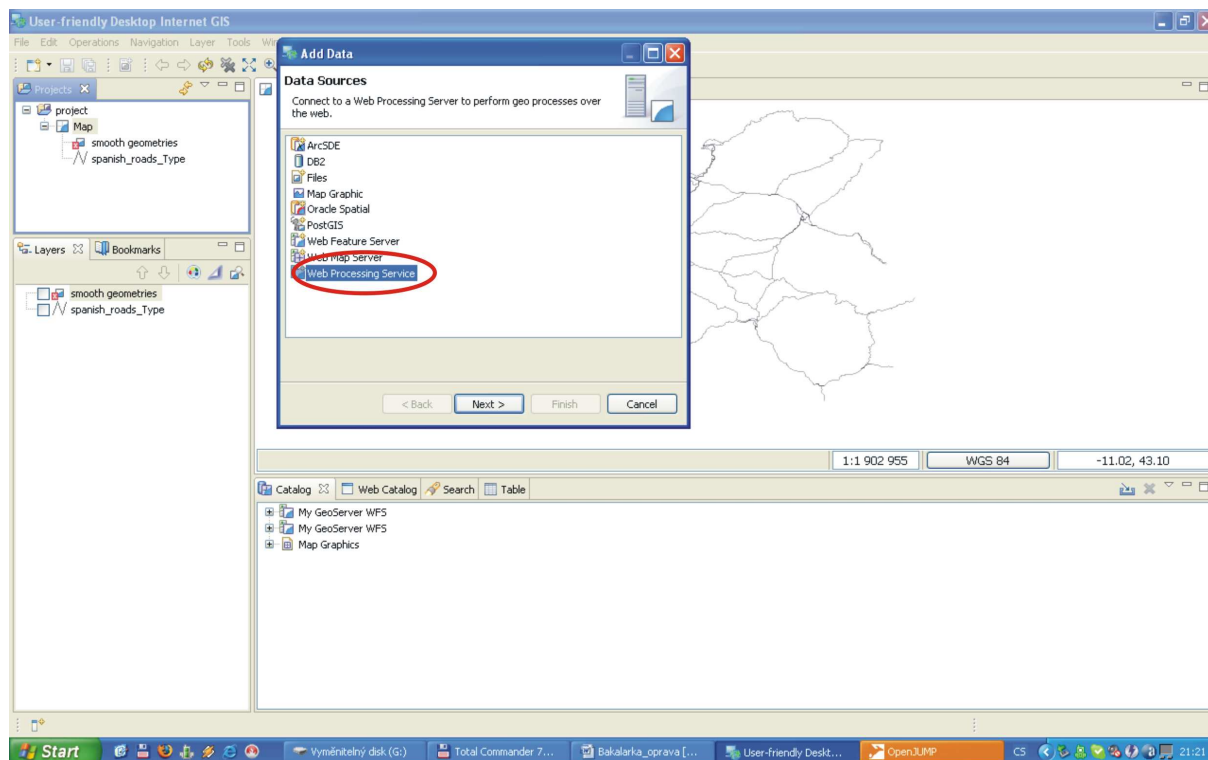 User-friendly Desktop Internet GIS
File Edit Operations Navigation Layer Tools
Projects
project
Map
smooth geometries
spanish_roads_Type
Layers
Bookmarks
smooth geometries
spanish_roads_Type
Add Data
Data Sources
Connect to a Web Processing Server to perform geo processes over
the web.
ArcSDE
DB2
Files
Map Graphic
Oracle Spatial
PostGIS
Web Feature Server
Web Map Server
Web Processing Service
< Back
Next >
Finish
Cancel
1:1 902 955
WGS 84
-11.02, 43.10
Catalog
Web Catalog
Search
Table
My GeoServer WFS
My GeoServer WFS
Map Graphics
Start
Vyměnitelný disk (G:)
Total Commander 7...
Bakalarka_oprava [...
User-friendly Deskt...
OpenJUMP
CS
21:21